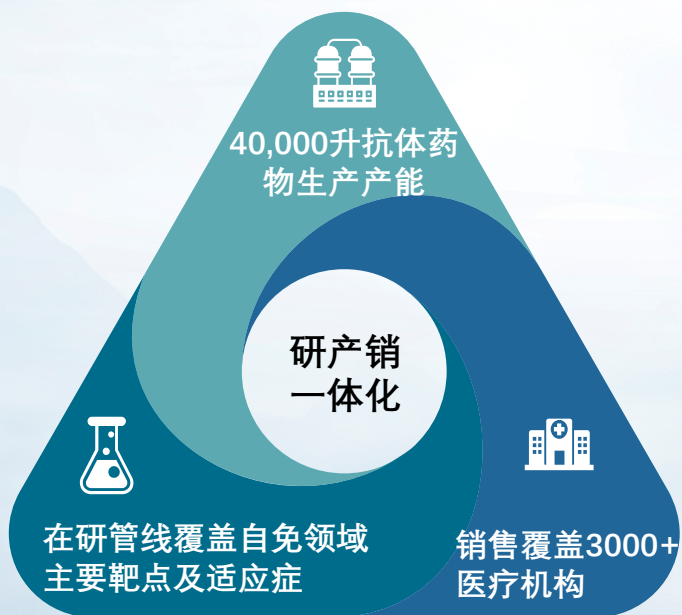 40,000升抗体药
物生产产能
研产销
一体化
在研管线覆盖自免领域
主要靶点及适应症
销售覆盖3000+
医疗机构